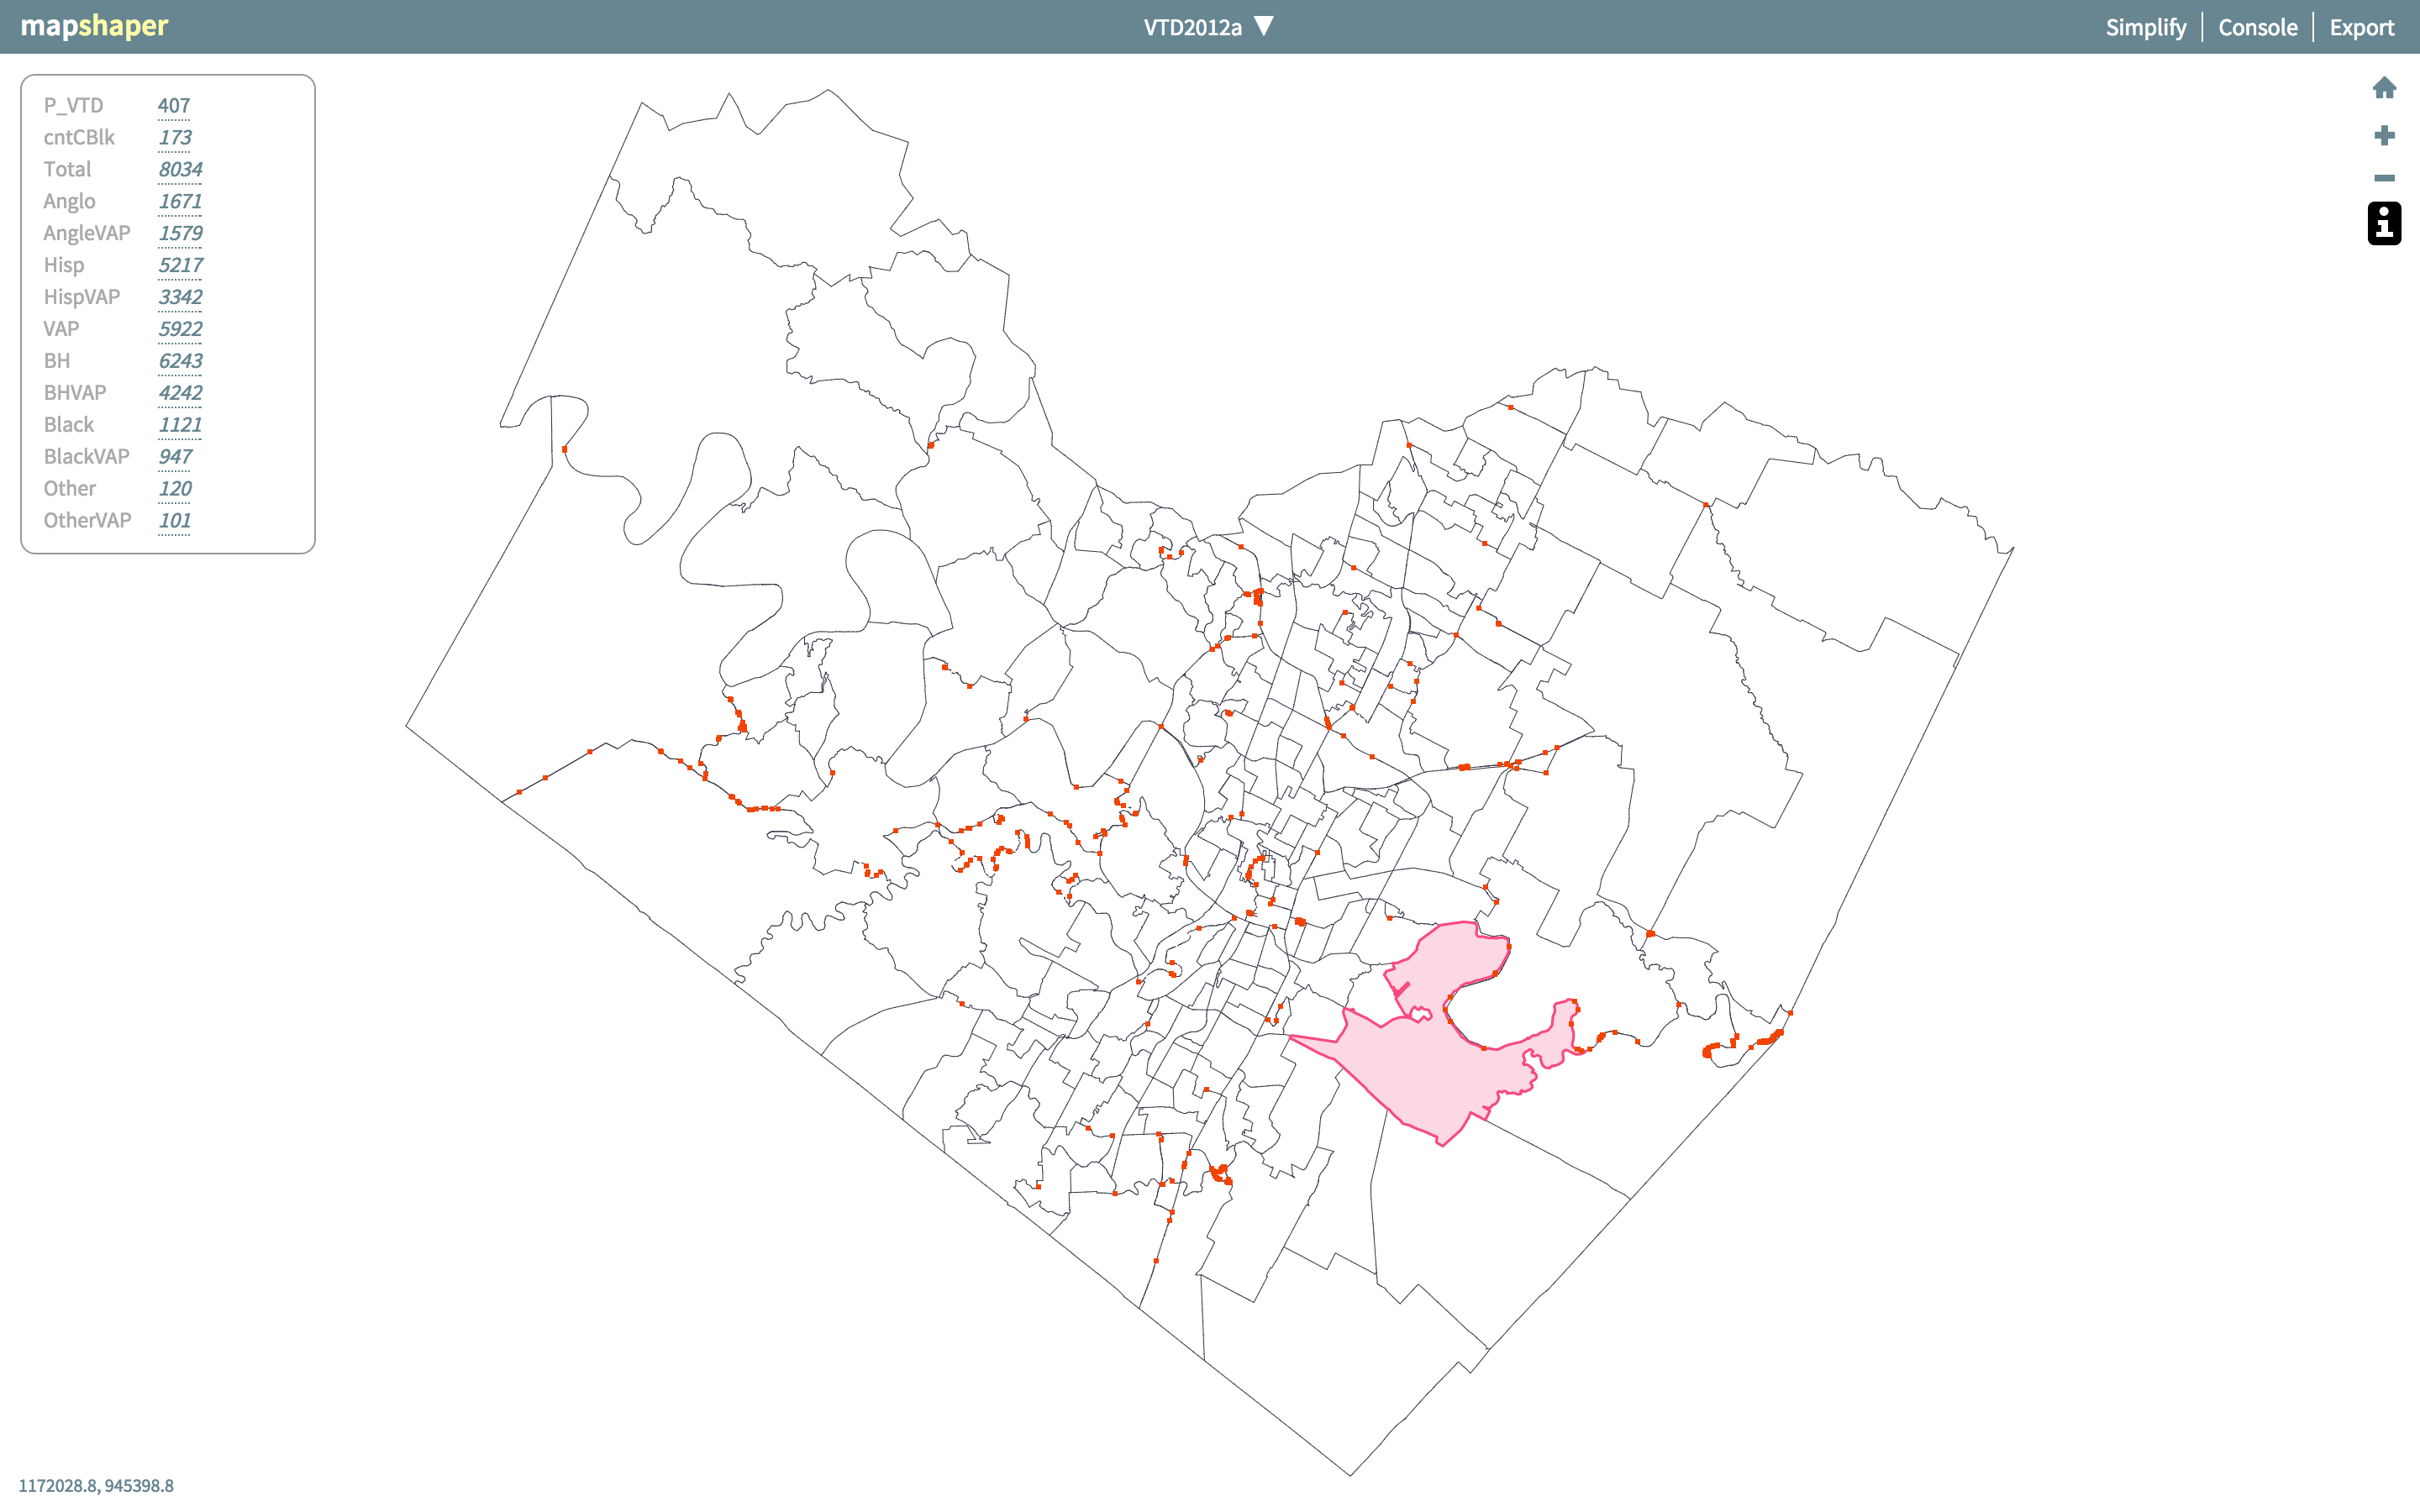 mapshaper VTD2012a ▼ Simplify Console Export
P_VTD 407
cntCBlk 173
Total 8034
Anglo 1671
AngleVAP 1579
Hisp 5217
HispVAP 3342
VAP 5922
BH 6243
BHVAP 4242
Black 1121
BlackVAP 947
Other 120
OtherVAP 101
1172028.8, 945398.8